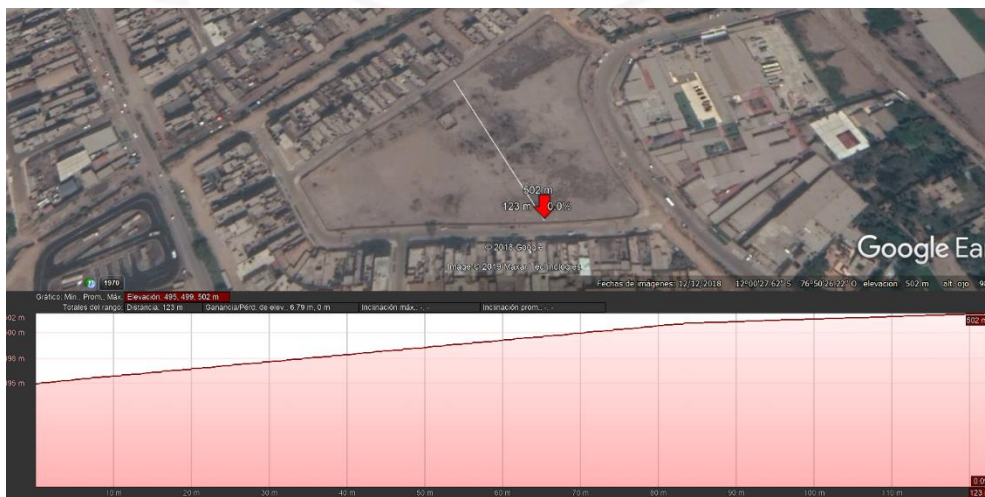 502 m
123 m 0.0%
© 2018 Google
Image © 2019 Maxar Technologies
Google Ea
1970
Fechas de imágenes: 12/12/2018 12°00'27.62" S 76°50'26.22" O elevación 502 m alt. ojo
Gráfico: Mín., Prom., Máx. Elevación: 495, 499, 502 m
Totales del rango: Distancia: 123 m Ganancia/Pérd. de elev.: 6.79 m, 0 m Inclinación máx.: -, - Inclinación prom.: -, -
502 m
502 m
500 m
498 m
495 m
10 m 20 m 30 m 40 m 50 m 60 m 70 m 80 m 90 m 100 m 110 m 123